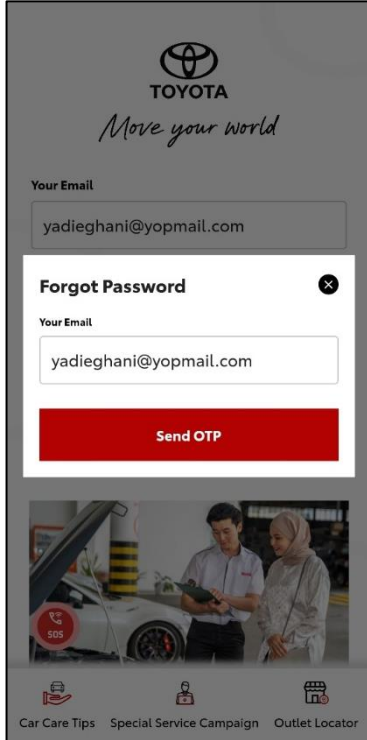 TOYOTA
Move your world
Your Email
yadieghani@yopmail.com
Forgot Password
Your Email
yadieghani@yopmail.com
Send OTP
SOS
Car Care Tips Special Service Campaign Outlet Locator